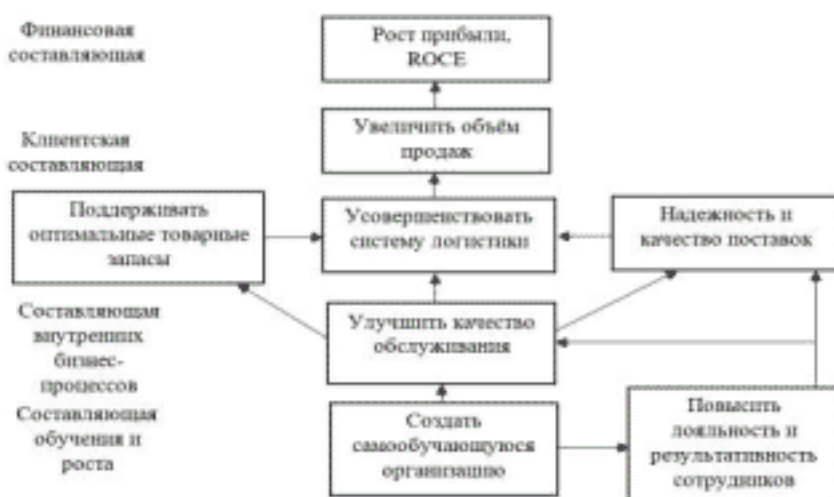 Финансовая
составляющая
Рост прибыли,
ROCE
Увеличить объём
продаж
Клиентская
составляющая
Поддерживать
оптимальные товарные
запасы
Усовершенствовать
систему логистики
Надежность и
качество поставок
Составляющая
внутренних
бизнес-
процессов
Улучшить качество
обслуживания
Составляющая
обучения и
роста
Создать
самообучающуюся
организацию
Повысить
лояльность и
результативность
сотрудников